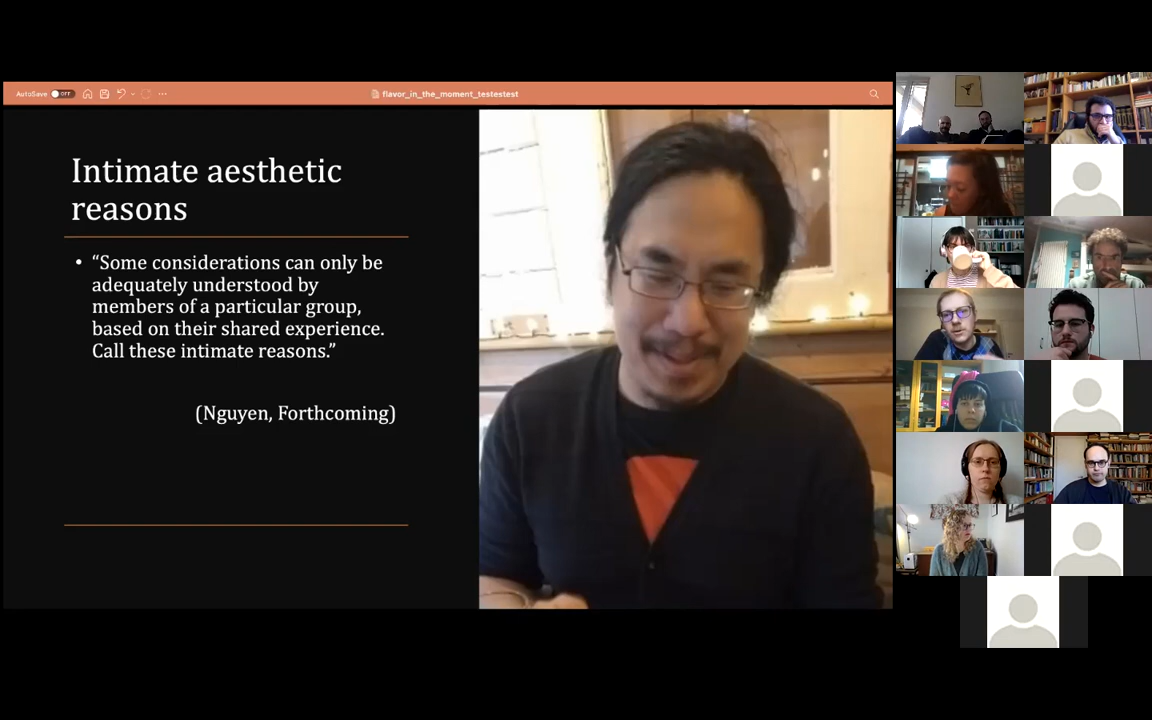 AutoSave OFF
flavor_in_the_moment_testestest
Intimate aesthetic
reasons
• “Some considerations can only be
adequately understood by
members of a particular group,
based on their shared experience.
Call these intimate reasons.”
(Nguyen, Forthcoming)